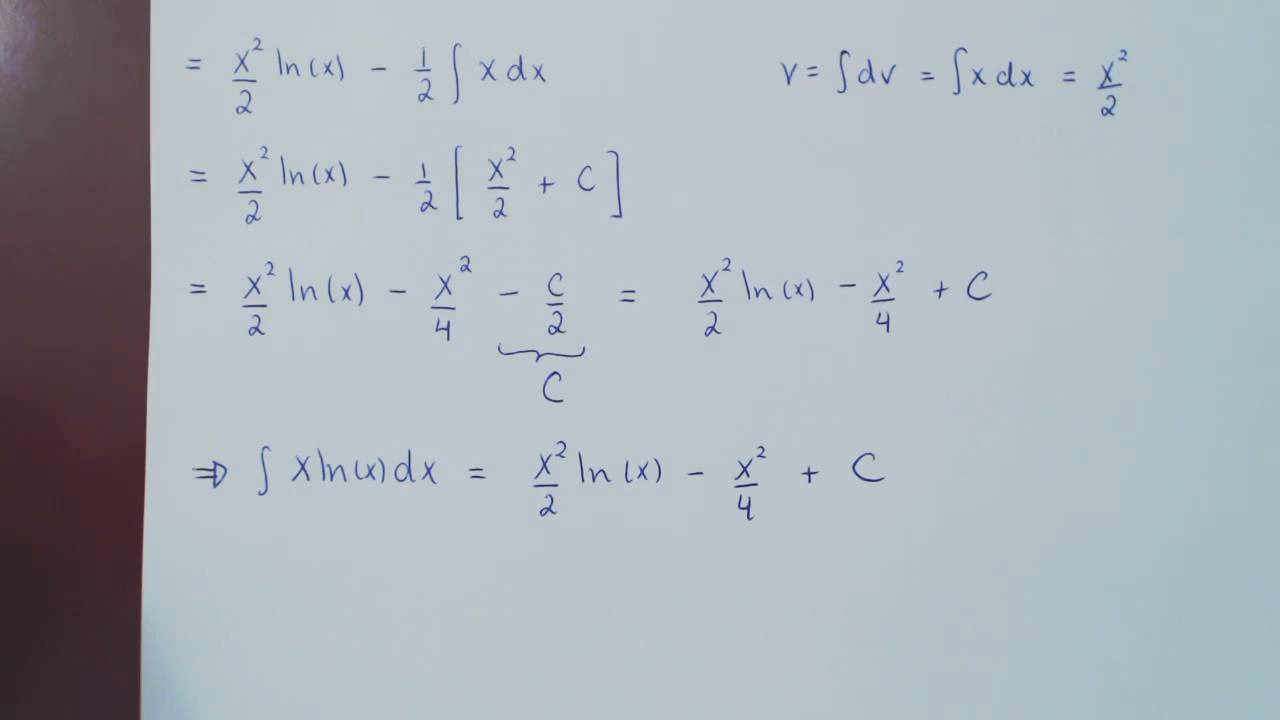 = x²/2 ln(x) - 1/2 ∫ x dx
v = ∫dv = ∫x dx = x²/2
= x²/2 ln(x) - 1/2 [ x²/2 + C ]
= x²/2 ln(x) - x²/4 - C/2 = x²/2 ln(x) - x²/4 + C
C
⇒ ∫ x ln(x) dx = x²/2 ln(x) - x²/4 + C